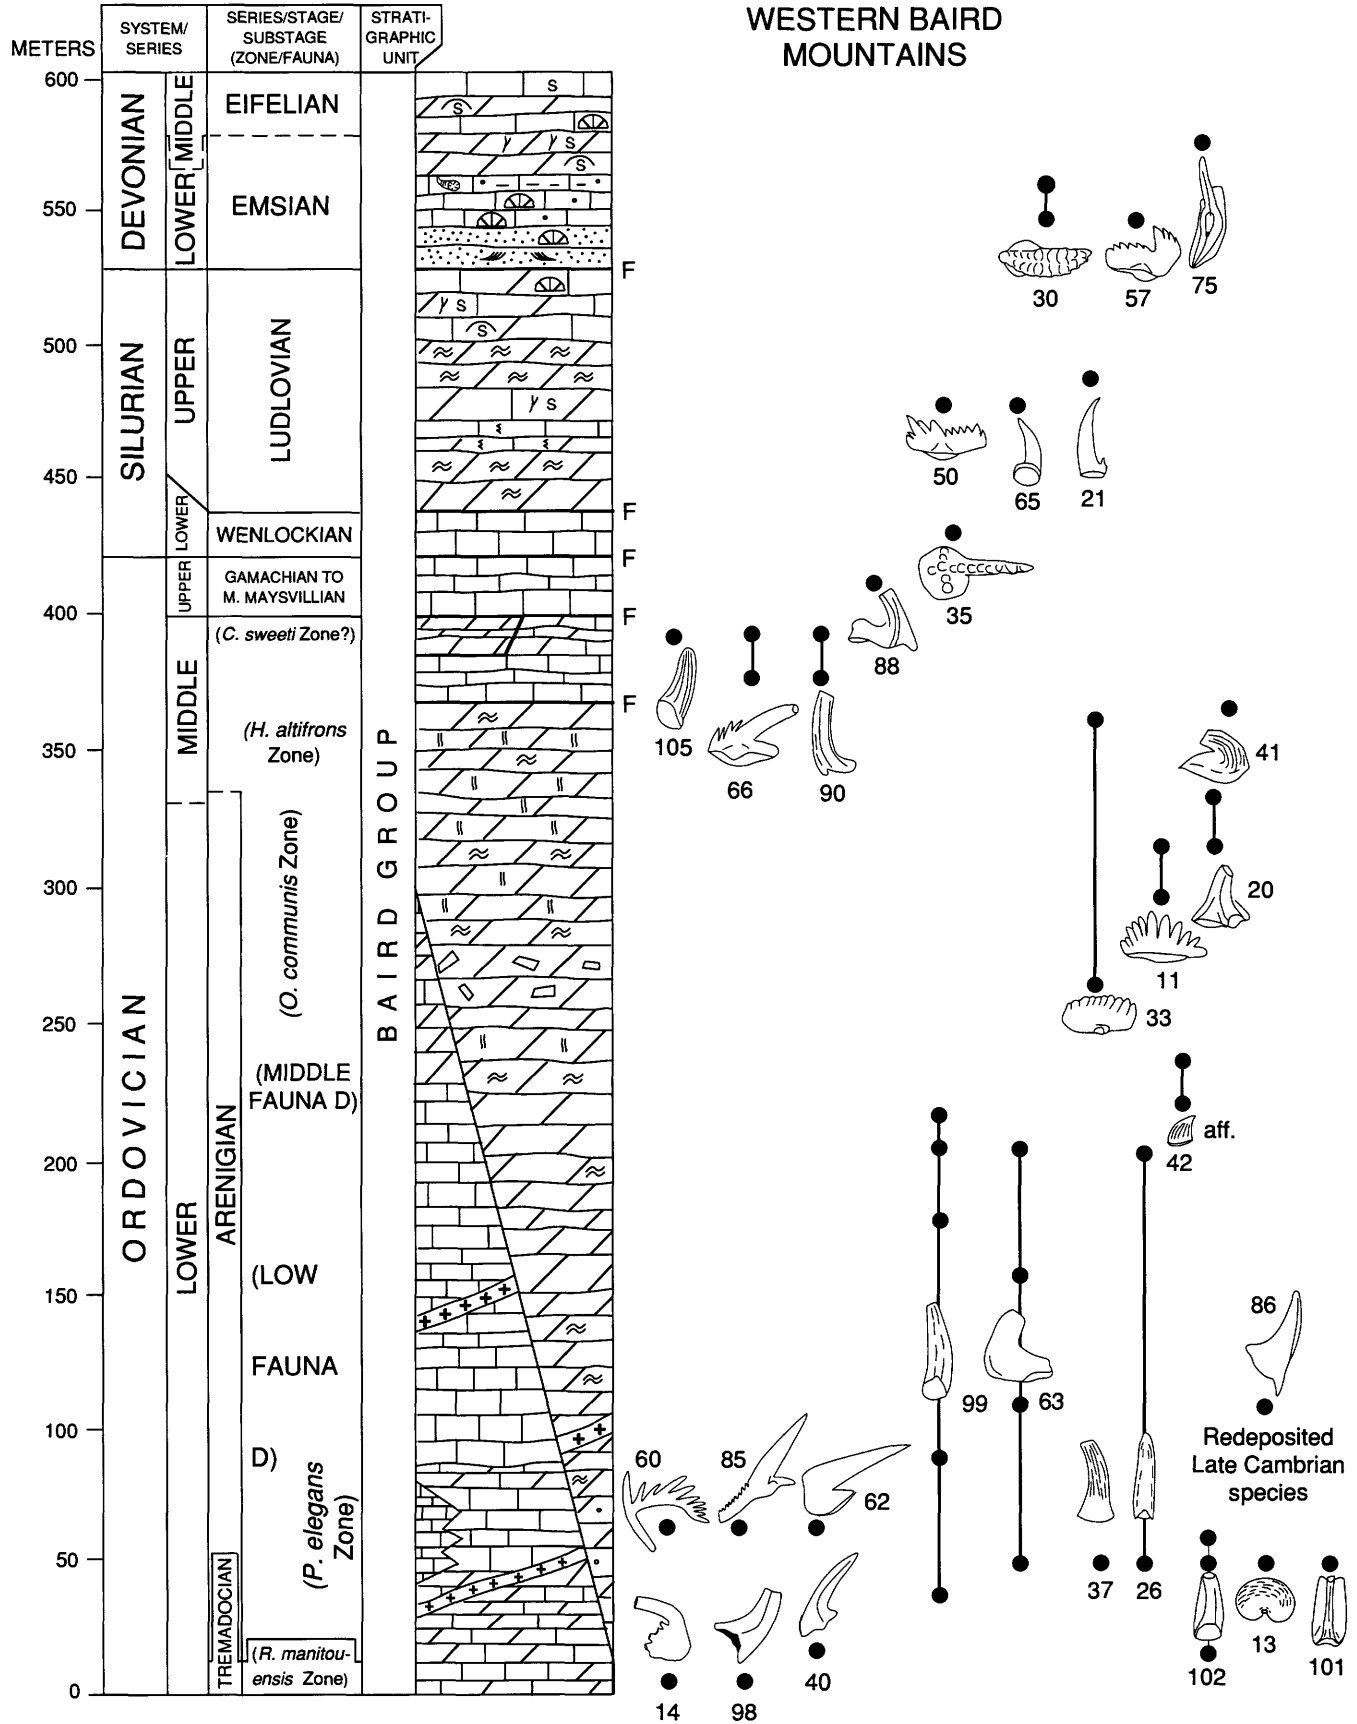 WESTERN BAIRD
MOUNTAINS
METERS
SYSTEM/
SERIES
SERIES/STAGE/
SUBSTAGE
(ZONE/FAUNA)
STRATI-
GRAPHIC
UNIT
600
550
500
450
400
350
300
250
200
150
100
50
0
DEVONIAN
SILURIAN
ORDOVICIAN
MIDDLE
MIDDLE
LOWER
UPPER
LOWER
UPPER
MIDDLE
LOWER
EIFELIAN
EMSIAN
LUDLOVIAN
WENLOCKIAN
GAMACHIAN TO
M. MAYSVILLIAN
(C. sweeti Zone?)
(H. altifrons
Zone)
(O. communis Zone)
(MIDDLE
FAUNA D)
ARENIGIAN
(LOW
FAUNA
D)
(P. elegans
Zone)
TREMADOCIAN
(R. manitou-
ensis Zone)
BAIRD GROUP
S
S
S
S
S
S
S
F
F
F
F
F
30
57
75
50
65
21
35
88
105
66
90
41
20
11
33
aff.
42
86
99
63
Redeposited
Late Cambrian
species
60
85
62
37
26
13
102
101
40
14
98